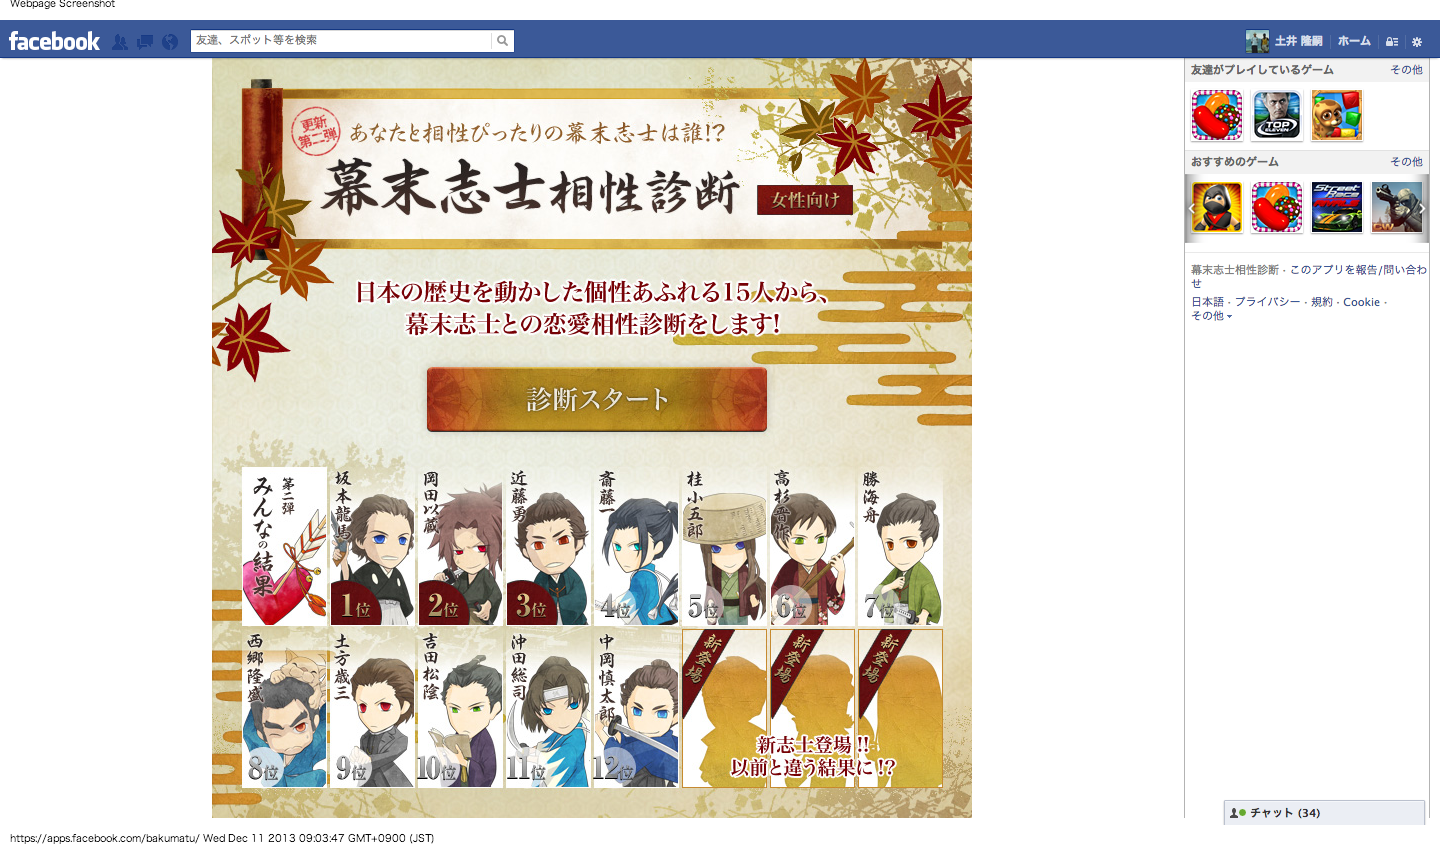 Webpage Screenshot
facebook
友達、スポット等を検索
土井 隆嗣
ホーム
更新
第二弾
あなたと相性ぴったりの幕末志士は誰!?
幕末志士相性診断
女性向け
日本の歴史を動かした個性あふれる15人から、
幕末志士との恋愛相性診断をします!
診断スタート
第二弾
みんなの結果
坂本龍馬
1位
岡田以蔵
2位
近藤勇
3位
斎藤一
4位
桂小五郎
5位
高杉晋作
6位
勝海舟
7位
西郷隆盛
8位
土方歳三
9位
吉田松陰
10位
沖田総司
11位
中岡慎太郎
12位
新登場
新登場
新登場
新志士登場!!
以前と違う結果に!?
友達がプレイしているゲーム
その他
TOP ELEVEN
おすすめのゲーム
その他
Street Race
CW
幕末志士相性診断 · このアプリを報告/問い合わ
せ
日本語 · プライバシー · 規約 · Cookie ·
その他
チャット (34)
https://apps.facebook.com/bakumatu/ Wed Dec 11 2013 09:03:47 GMT+0900 (JST)